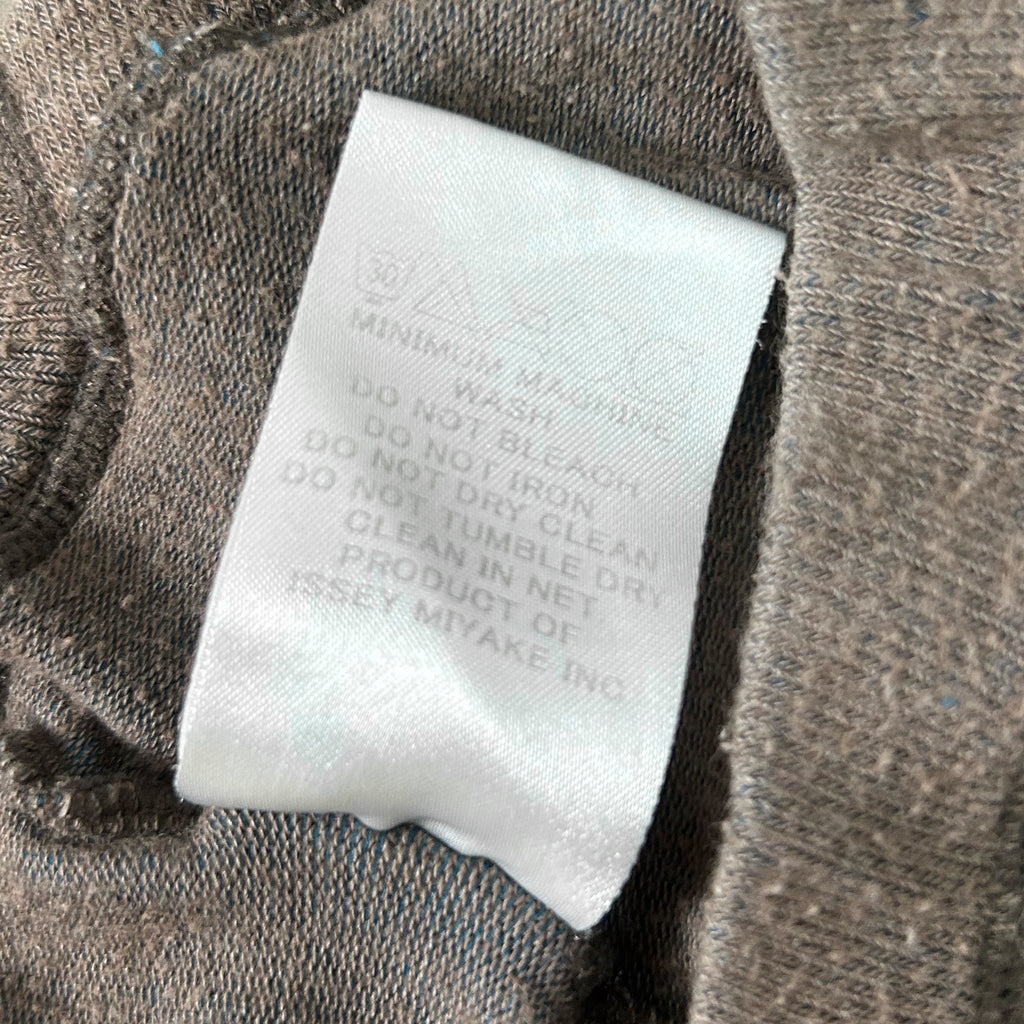 30
MINIMUM MACHINE
WASH
DO NOT BLEACH
DO NOT IRON
DO NOT DRY CLEAN
DO NOT TUMBLE DRY
CLEAN IN NET
PRODUCT OF
ISSEY MIYAKE INC.